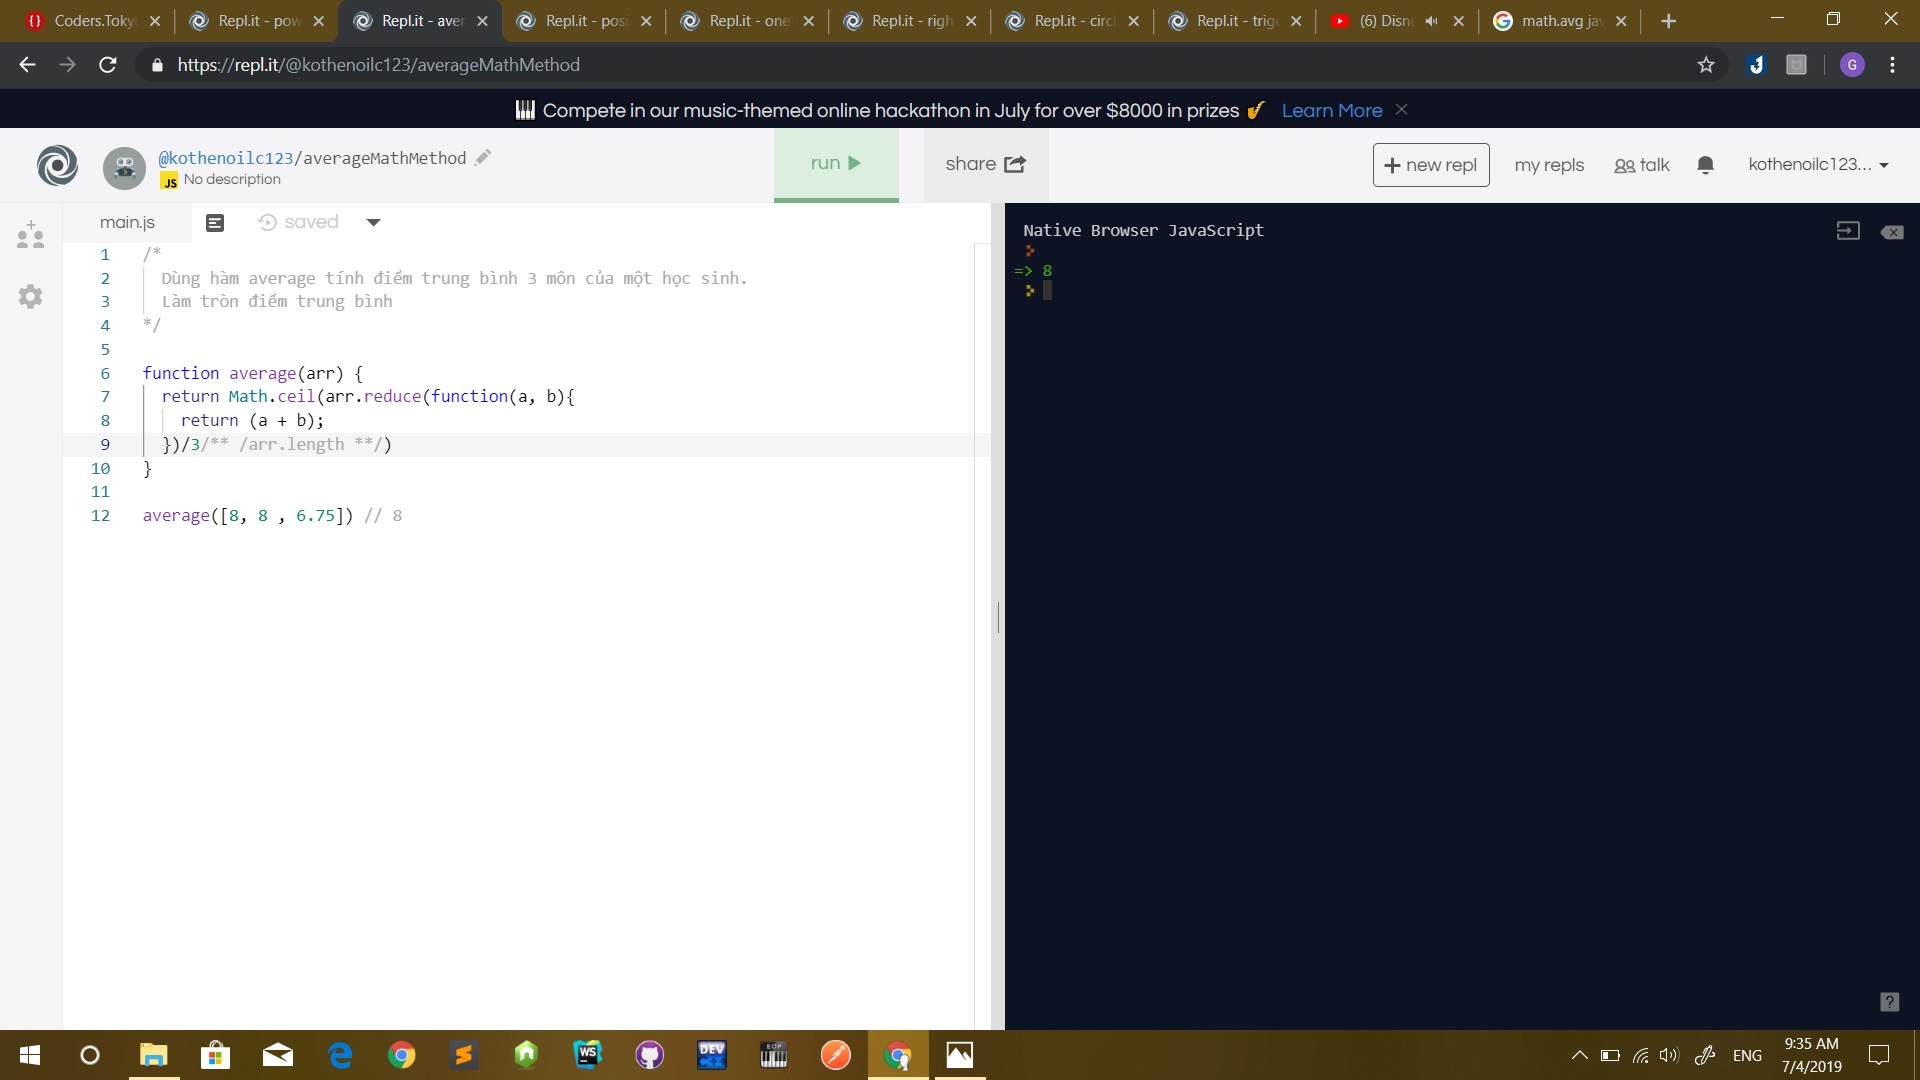 Coders.Toky
Repl.it - pow
Repl.it - aver
Repl.it - posi
Repl.it - one
Repl.it - righ
Repl.it - circ
Repl.it - trig
(6) Disn
math.avg jav
https://repl.it/@kothenoilc123/averageMathMethod
G
Compete in our music-themed online hackathon in July for over $8000 in prizes Learn More
@kothenoilc123/averageMathMethod
JS No description
run
share
+ new repl
my repls
talk
kothenoilc123...
main.js
saved
1 /*
2 Dùng hàm average tính điểm trung bình 3 môn của một học sinh.
3 Làm tròn điểm trung bình
4 */
5
6 function average(arr) {
7 return Math.ceil(arr.reduce(function(a, b){
8 return (a + b);
9 })/3/** /arr.length **/)
10 }
11
12 average([8, 8 , 6.75]) // 8
Native Browser JavaScript
=> 8
?
WS
DEV C++
EOP
ENG
9:35 AM
7/4/2019